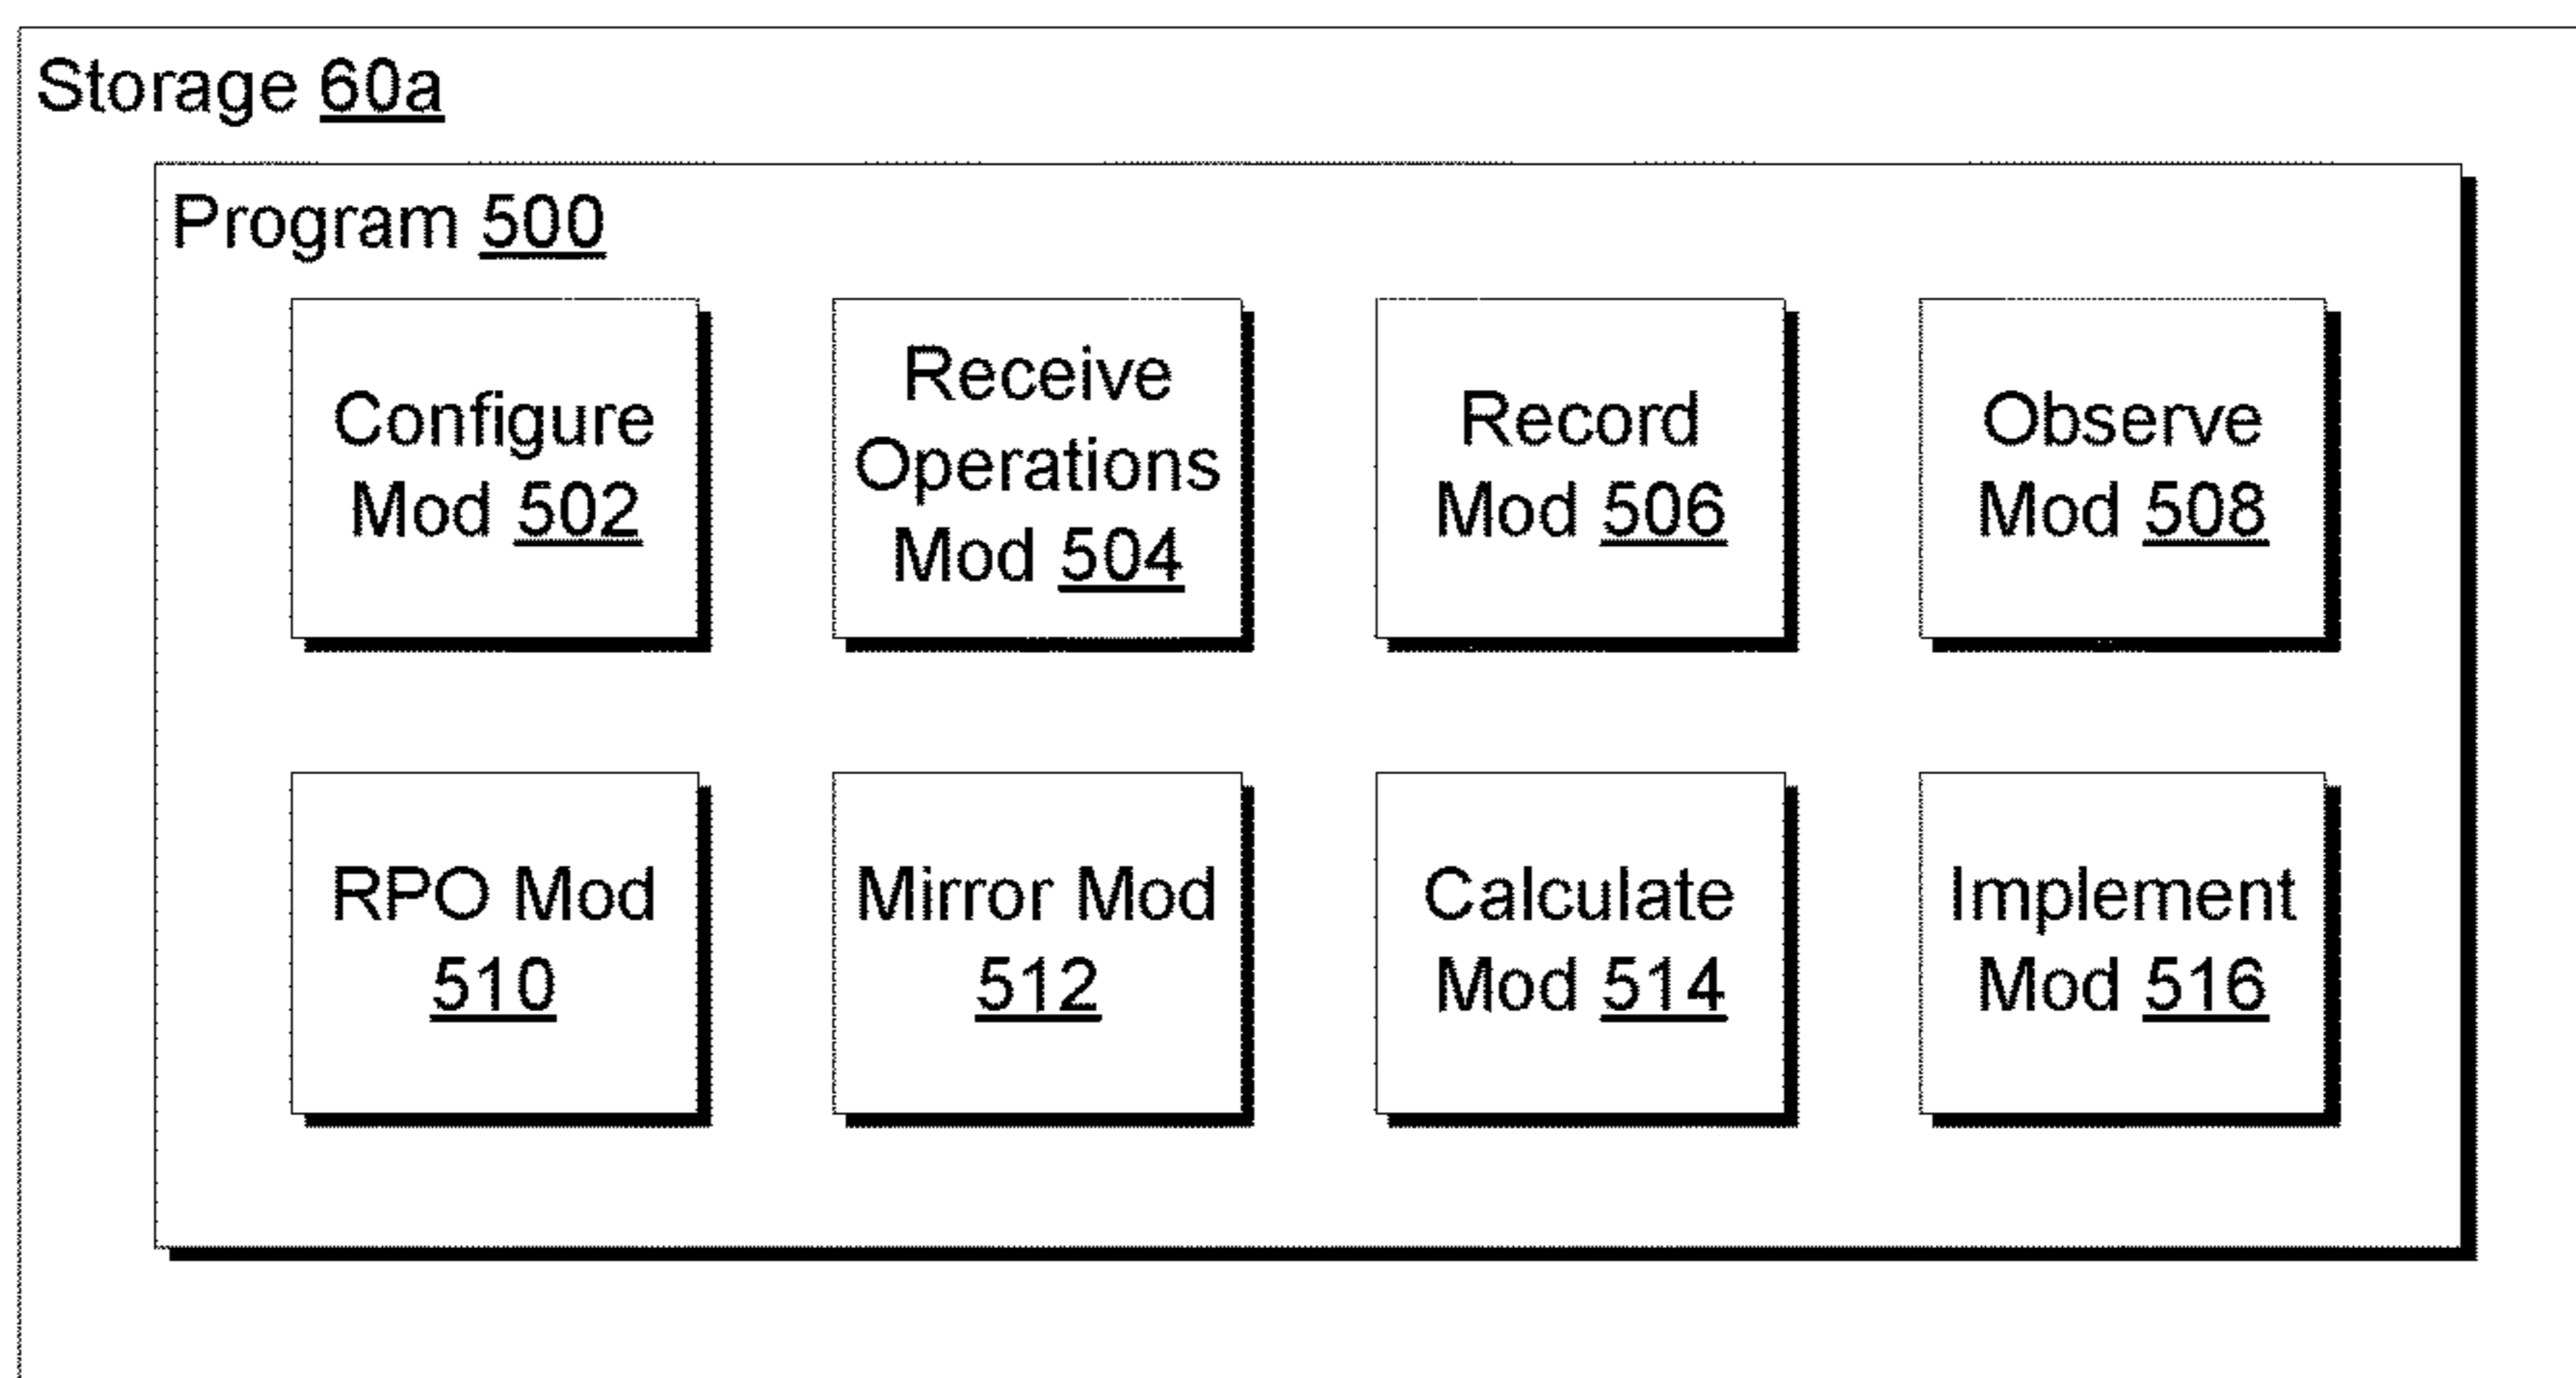 Storage 60a
Program 500
Configure
Mod 502
Receive
Operations
Mod 504
Record
Mod 506
Observe
Mod 508
RPO Mod
510
Mirror Mod
512
Calculate
Mod 514
Implement
Mod 516